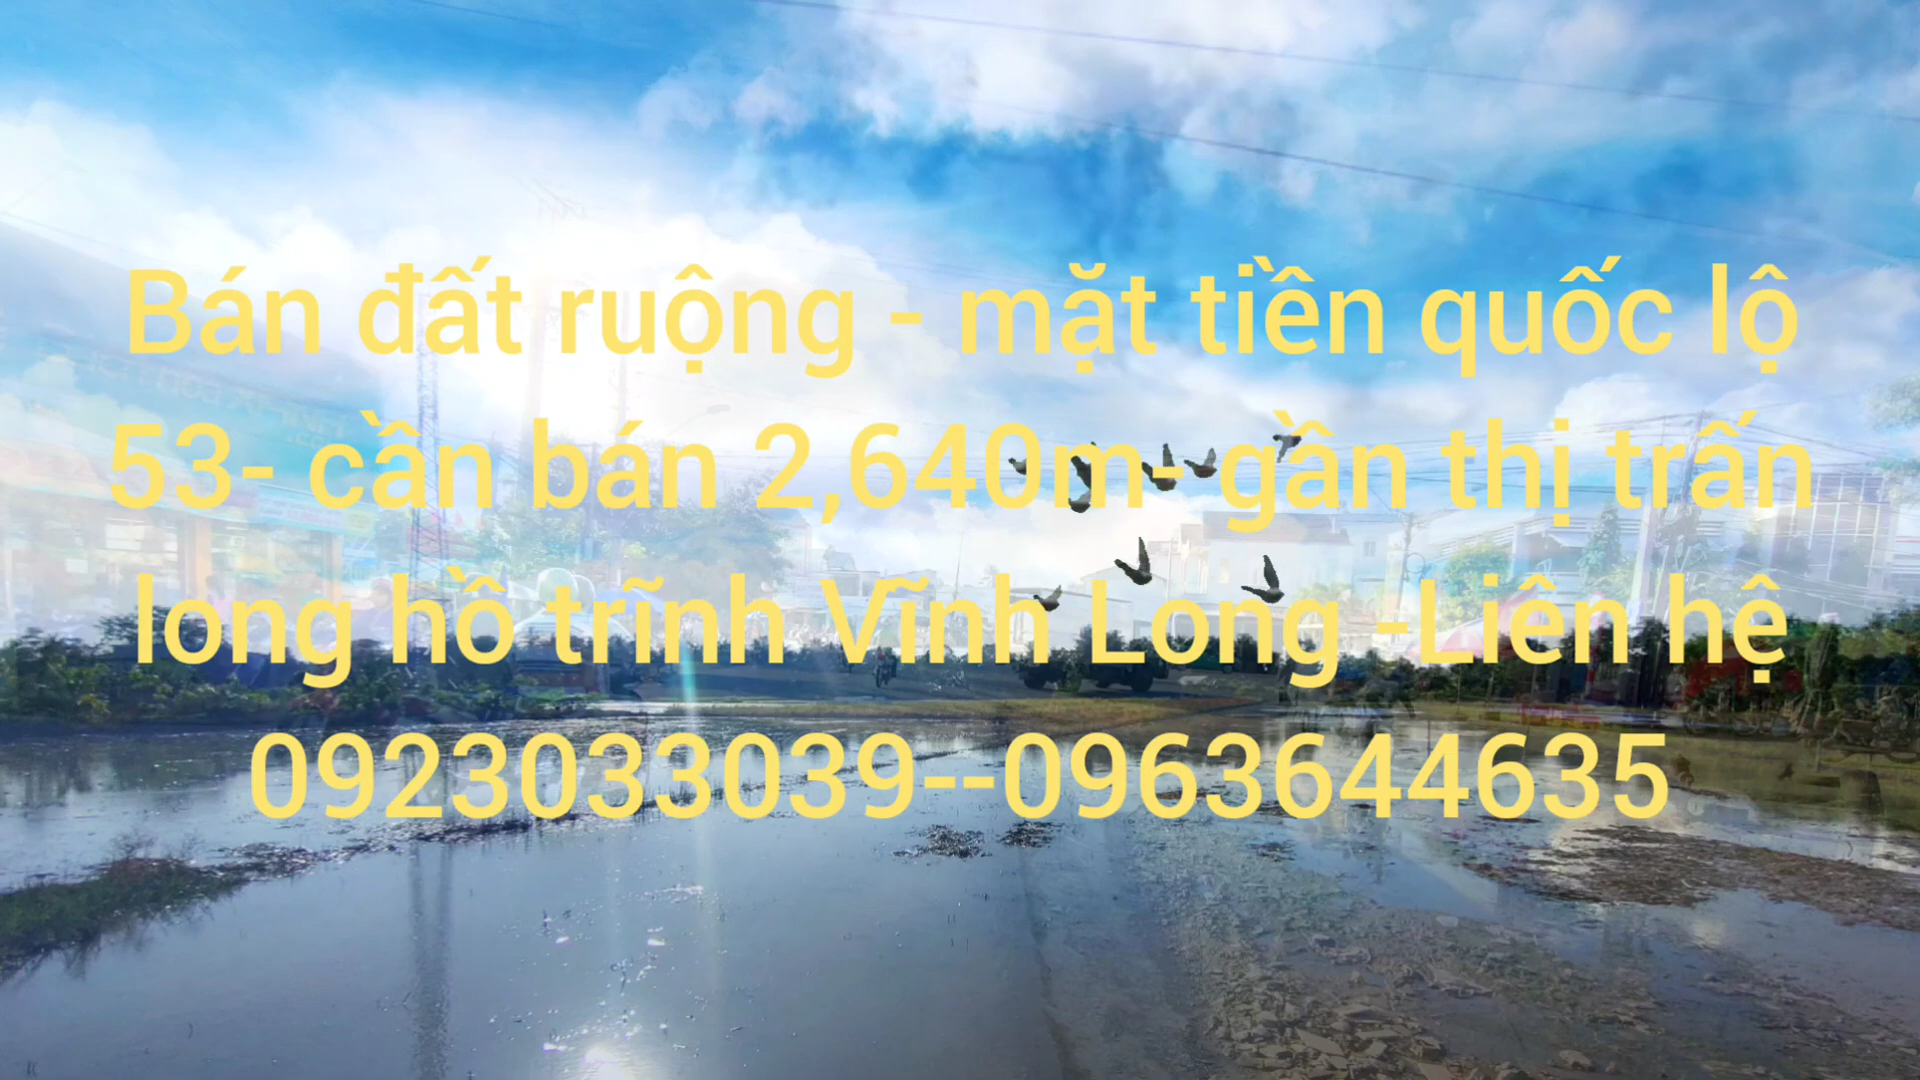 Bán đất ruộng - mặt tiền quốc lộ
53- cần bán 2,640m- gần thị trấn
long hồ trĩnh Vĩnh Long -Liên hệ
0923033039--0963644635